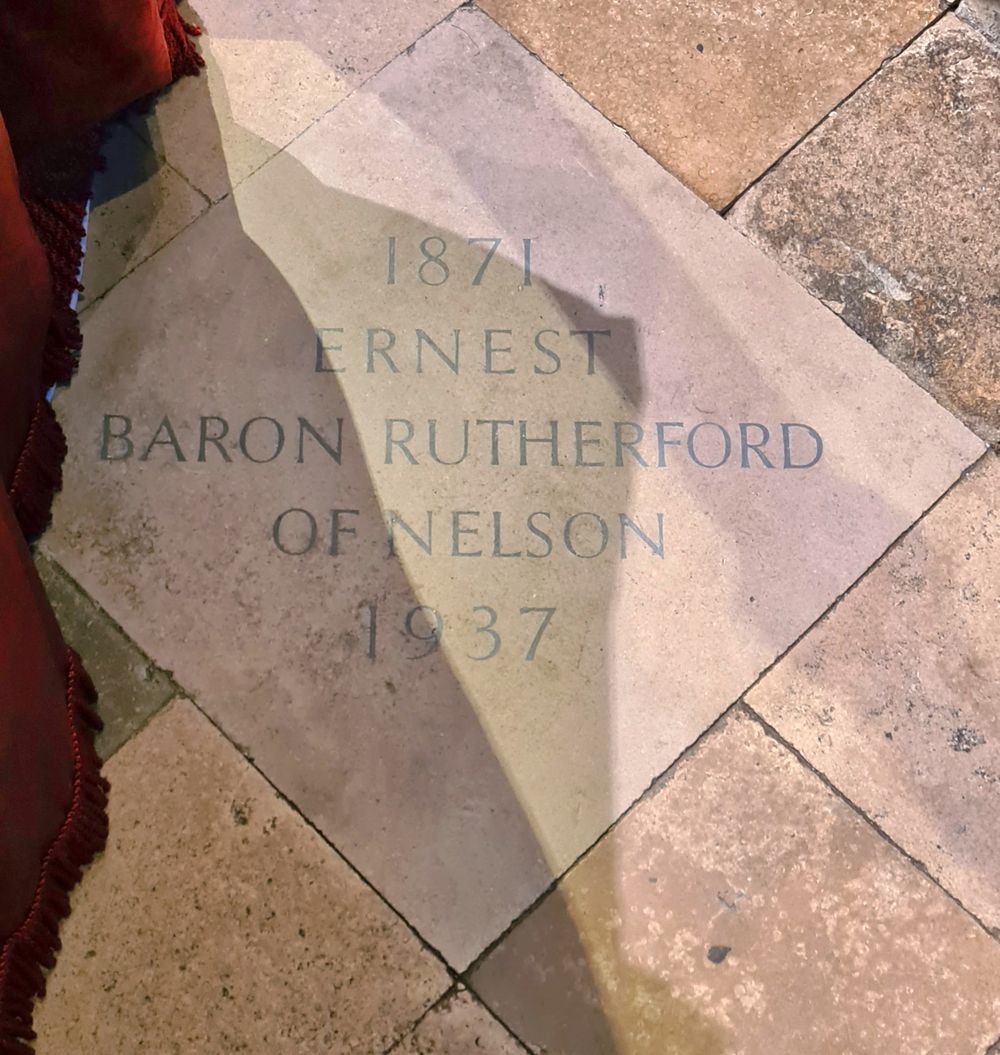 1871
ERNEST
BARON RUTHERFORD
OF NELSON
1937